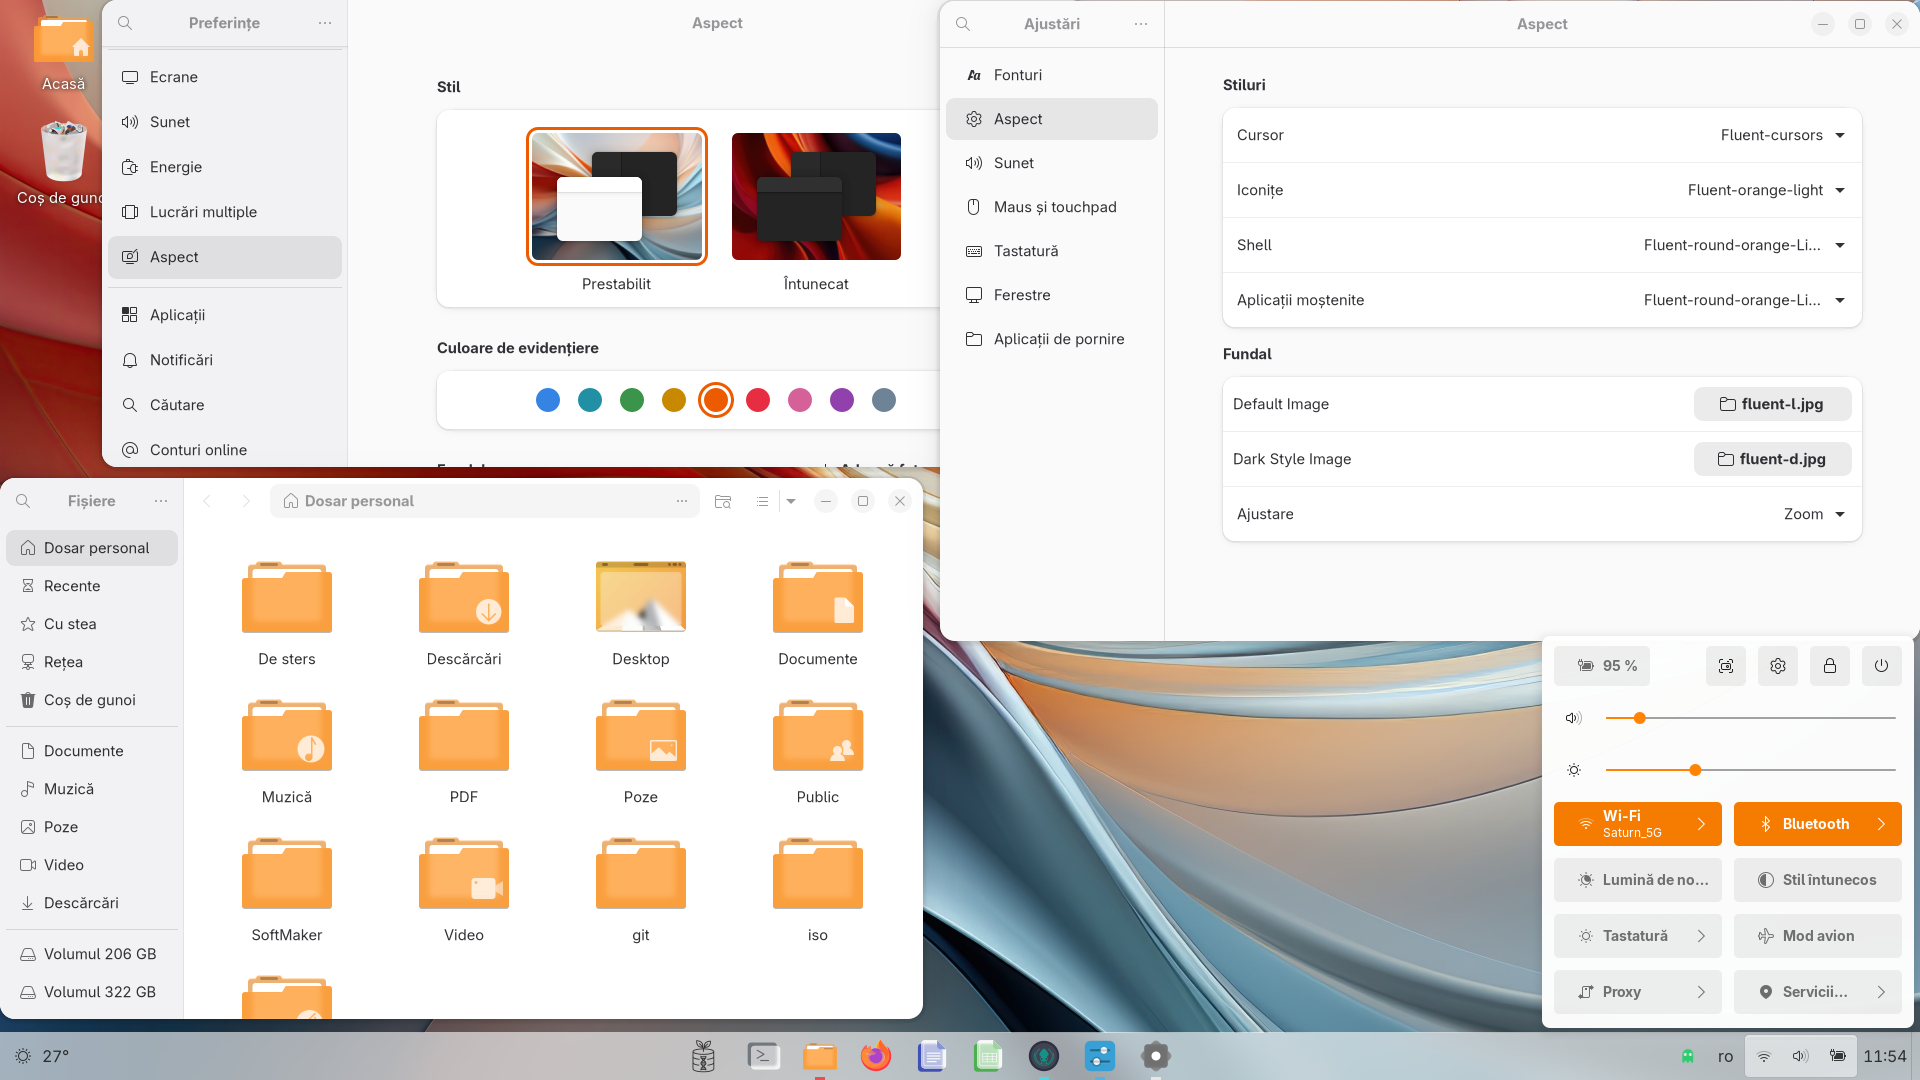 Acasă
Coș de guno
Preferințe
Ecrane
Sunet
Energie
Lucrări multiple
Aspect
Aplicații
Notificări
Căutare
Conturi online
Aspect
Stil
Prestabilit
Întunecat
Culoare de evidențiere
Ajustări
Fonturi
Aspect
Sunet
Maus și touchpad
Tastatură
Ferestre
Aplicații de pornire
Aspect
Stiluri
Cursor Fluent-cursors
Iconițe Fluent-orange-light
Shell Fluent-round-orange-Li...
Aplicații moștenite Fluent-round-orange-Li...
Fundal
Default Image fluent-l.jpg
Dark Style Image fluent-d.jpg
Ajustare Zoom
Fișiere
Dosar personal
Recente
Cu stea
Rețea
Coș de gunoi
Documente
Muzică
Poze
Video
Descărcări
Volumul 206 GB
Volumul 322 GB
Dosar personal
De sters
Descărcări
Desktop
Documente
Muzică
PDF
Poze
Public
SoftMaker
Video
git
iso
95 %
Wi-Fi
Saturn_5G
Bluetooth
Lumină de no...
Stil întunecos
Tastatură
Mod avion
Proxy
Servicii...
27°
ro
11:54